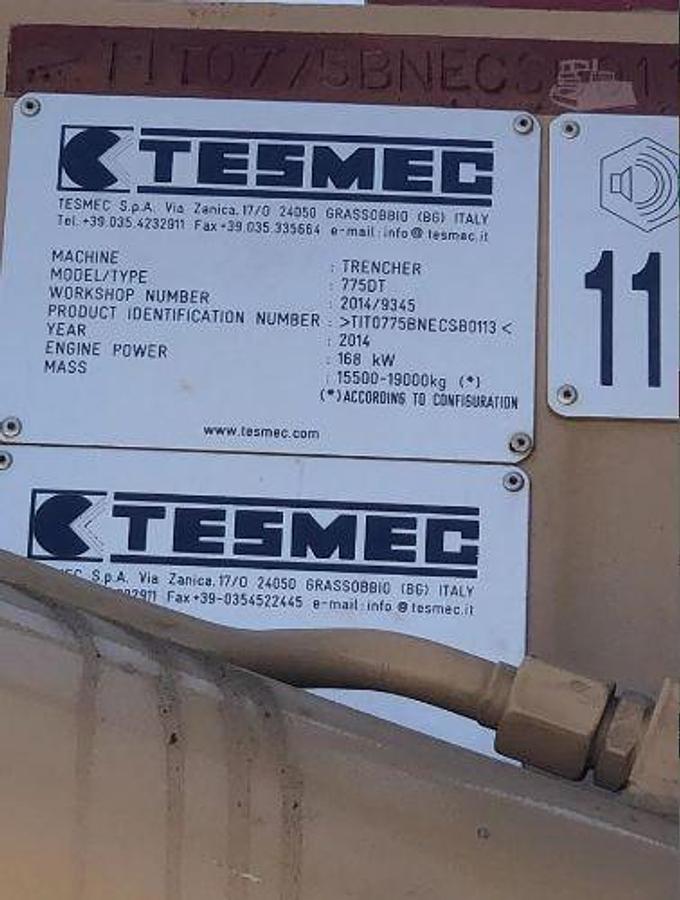 TIT0775BNECS
TESMEC
TESMEC S.p.A. Via Zanica.17/O 24050 GRASSOBBIO (BG) ITALY
Tel.+39.035.4232911 Fax+39.035.335664 e-mail:info@tesmec.it
MACHINE : TRENCHER
MODEL/TYPE : 775DT
WORKSHOP NUMBER : 2014/9345
PRODUCT IDENTIFICATION NUMBER : >TIT0775BNECSB0113<
YEAR : 2014
ENGINE POWER : 168 kW
MASS : 15500-19000kg (*)
(*)ACCORDING TO CONFIGURATION
www.tesmec.com
11
TESMEC
S.p.A. Via Zanica.17/O 24050 GRASSOBBIO (BG) ITALY
Fax+39-0354522445 e-mail:info@tesmec.it